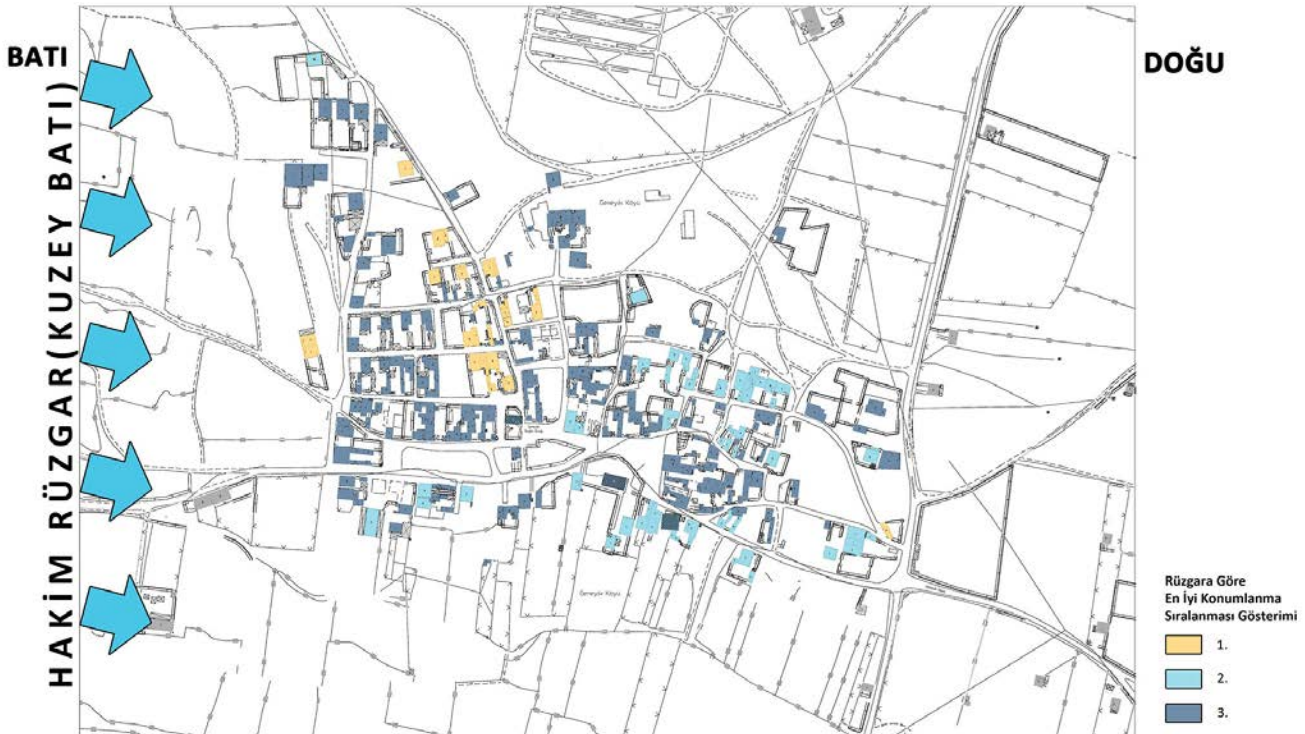 BATI
DOĞU
HAKİM RÜZGAR(KUZEY BATI)
Rüzgara Göre
En İyi Konumlanma
Sıralanması Gösterimi
1.
2.
3.